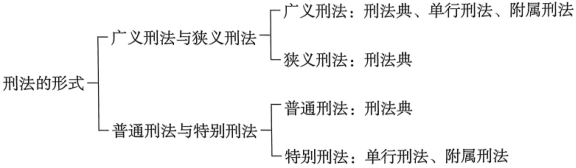 刑法的形式
广义刑法与狭义刑法
广义刑法：刑法典、单行刑法、附属刑法
狭义刑法：刑法典
普通刑法与特别刑法
普通刑法：刑法典
特别刑法：单行刑法、附属刑法